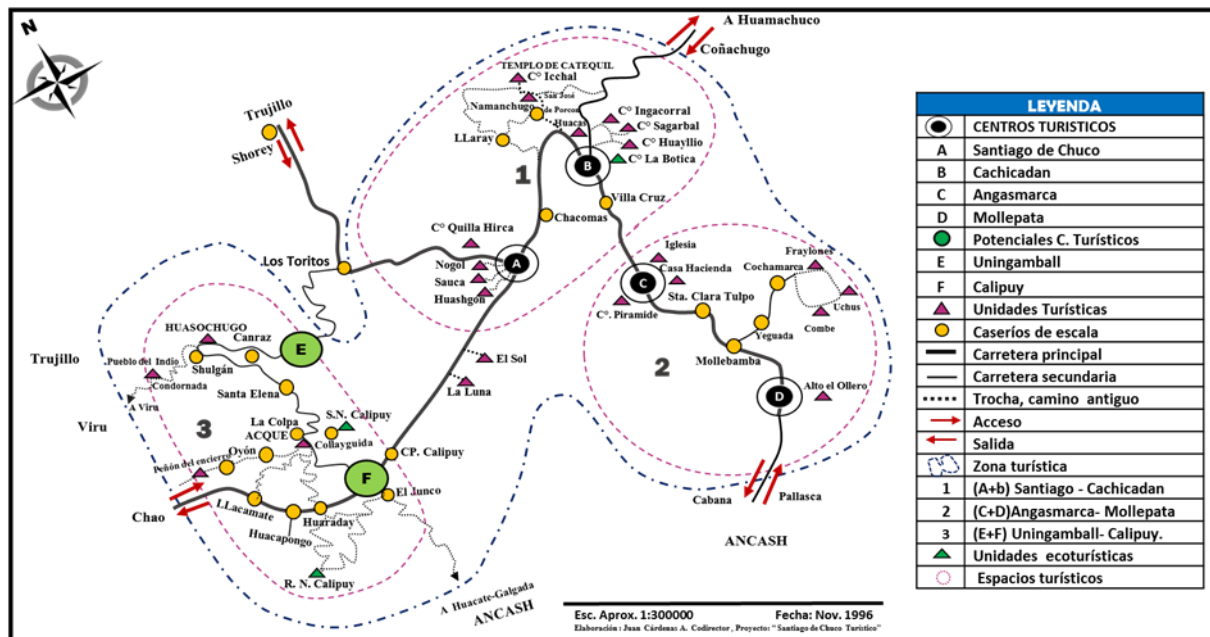 N
A Huamachuco
Coñachugo
TEMPLO DE CATEQUIL
C° Icchal
San José
de Porcon
Namanchugo
Huacas
C° Ingacorral
C° Sagarbal
C° Huayllio
C° La Botica
LLaray
B
1
Villa Cruz
Chacomas
Trujillo
Shorey
C° Quilla Hirca
Los Toritos
Nogol
Sauca
Huashgon
A
Iglesia
Casa Hacienda
C
C°. Piramide
Sta. Clara Tulpo
Cochamarca
Fraylones
Uchus
Combe
Yeguada
Mollebamba
2
D
Alto el Ollero
El Sol
La Luna
HUASOCHUGO
Canraz
E
Trujillo
Pueblo del Indio
Shulgán
Condornada
Santa Elena
A Viru
Viru
3
La Colpa
S.N. Calipuy
ACQUE
Collayguida
Oyón
Peñón del encierro
CP. Calipuy
F
El Junco
LLacamate
Huaraday
Huacapongo
Chao
R. N. Calipuy
A Huacate-Galgada
ANCASH
Cabana
Pallasca
ANCASH
Esc. Aprox. 1:300000 Fecha: Nov. 1996
Elaboración : Juan Cárdenas A. Codirector , Proyecto: " Santiago de Chuco Turístico"
LEYENDA
CENTROS TURISTICOS
A Santiago de Chuco
B Cachicadan
C Angasmarca
D Mollepata
Potenciales C. Turísticos
E Uningamball
F Calipuy
Unidades Turísticas
Caseríos de escala
Carretera principal
Carretera secundaria
Trocha, camino antiguo
Acceso
Salida
Zona turística
1 (A+b) Santiago - Cachicadan
2 (C+D)Angasmarca- Mollepata
3 (E+F) Uningamball- Calipuy.
Unidades ecoturísticas
Espacios turísticos